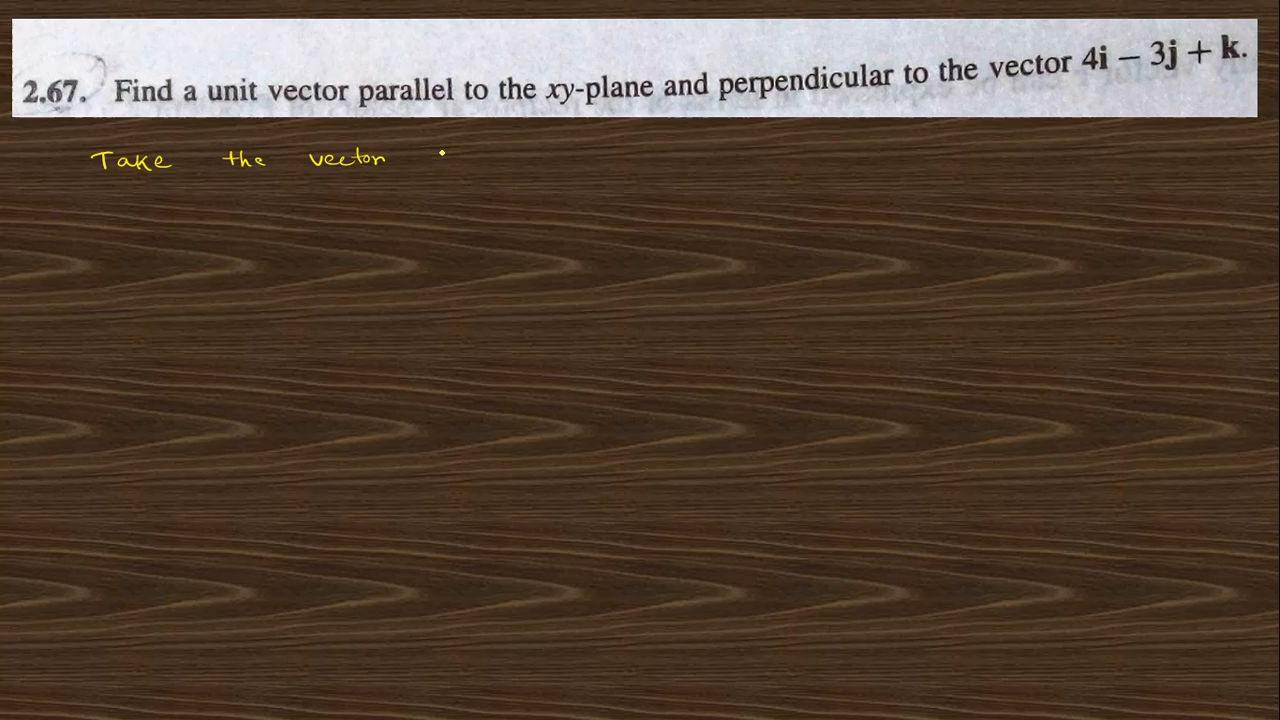 2.67. Find a unit vector parallel to the xy-plane and perpendicular to the vector 4i − 3j + k.
Take the vector